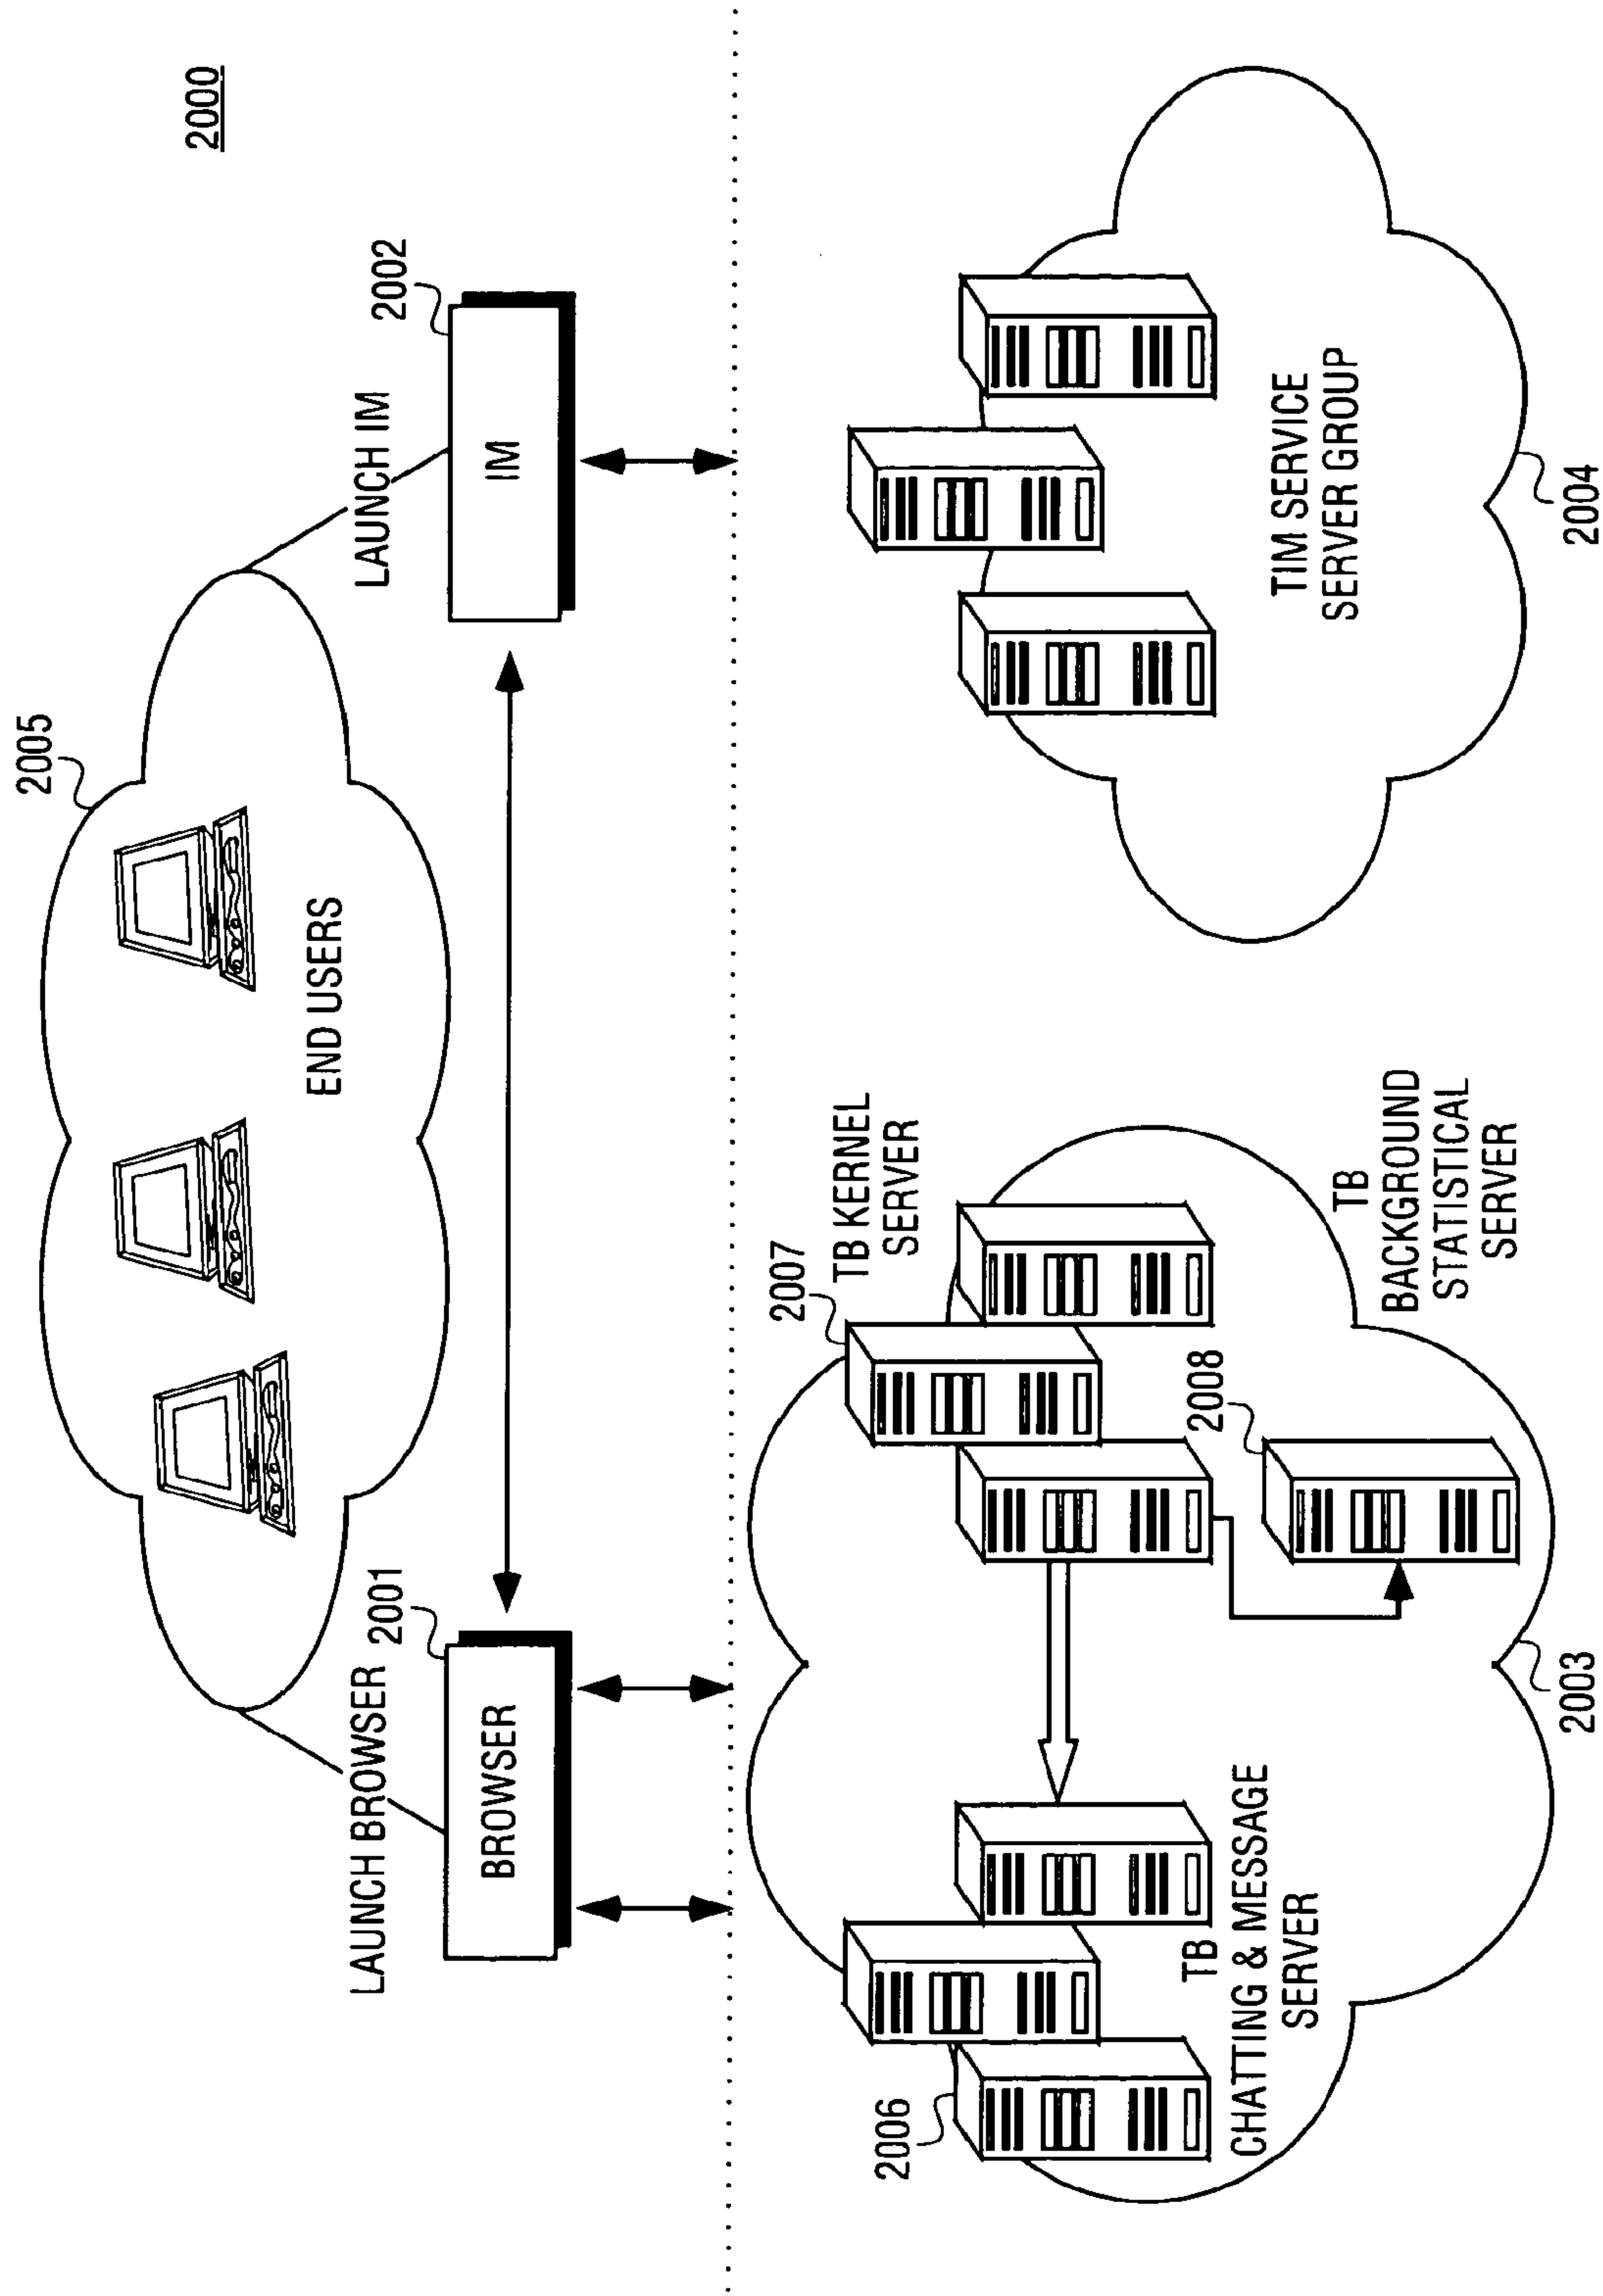 2000
2005
END USERS
LAUNCH BROWSER
2001
BROWSER
LAUNCH IM
2002
IM
2007
TB KERNEL
SERVER
2006
TB
CHATTING & MESSAGE
SERVER
2008
TB
BACKGROUND
STATISTICAL
SERVER
2003
TIM SERVICE
SERVER GROUP
2004